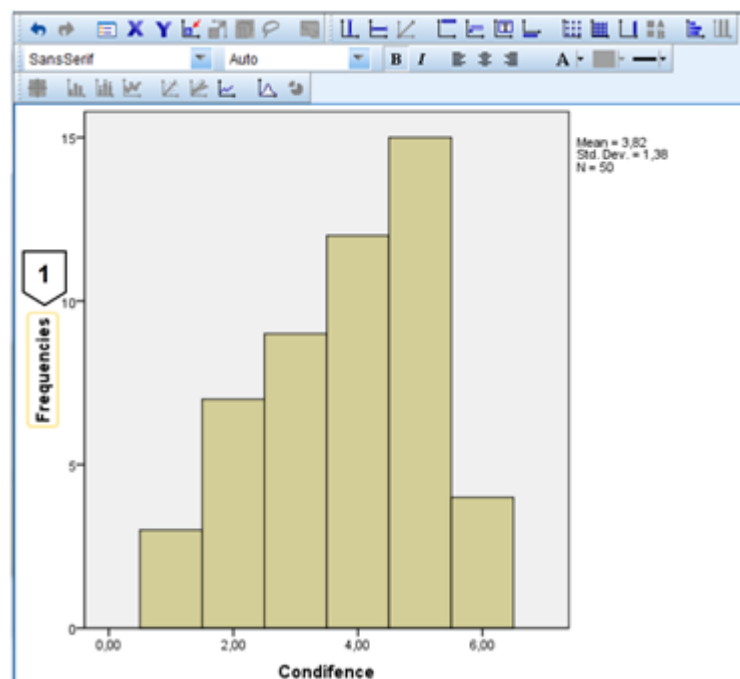 SansSerif Auto B I A
15
Mean = 3,82
Std. Dev. = 1,38
N = 50
1
10
Frequencies
5
0
0,00 2,00 4,00 6,00
Condifence